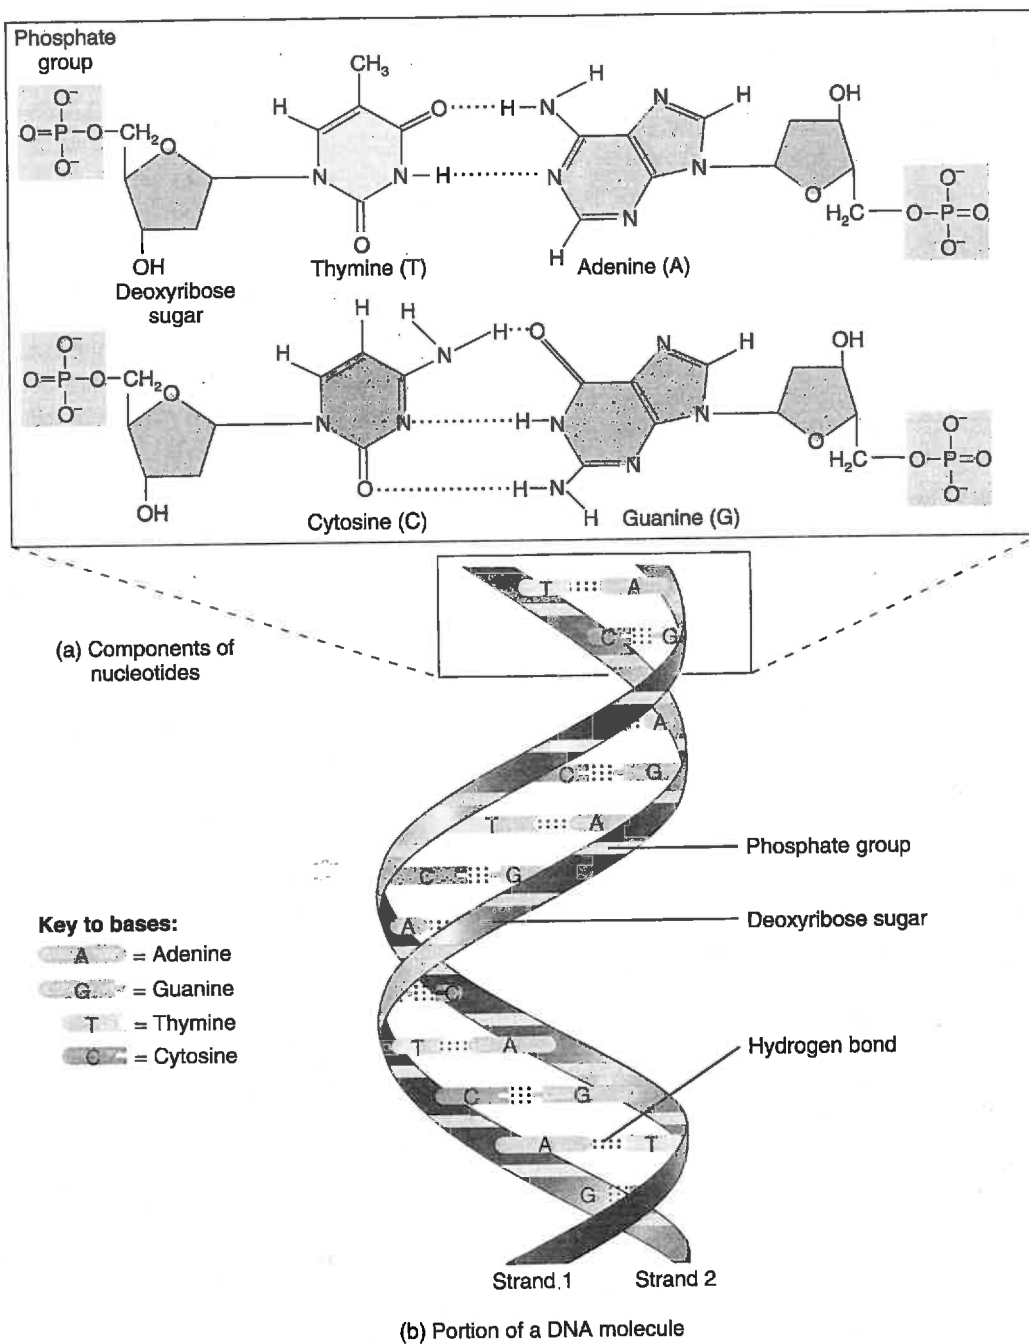 Phosphate
group
CH₃
H
O
H
N
H
N
H
OH
O⁻
O=P–O–CH₂
O⁻
O
N
N
H
O
N
N
N
H
O
H₂C
O
O⁻
P=O
O⁻
OH
Deoxyribose
sugar
Thymine (T)
Adenine (A)
H
H
H
N
H
O
N
H
OH
O⁻
O=P–O–CH₂
O⁻
O
N
N
H
N
N
N
O
H₂C
O
O⁻
P=O
O⁻
O
H
N
H
OH
Cytosine (C)
Guanine (G)
T A
C G
(a) Components of
nucleotides
A
C G
T A
Phosphate group
C G
Key to bases:
A
Deoxyribose sugar
A = Adenine
G = Guanine
T = Thymine
C = Cytosine
C
T A
Hydrogen bond
C G
A T
G
Strand 1 Strand 2
(b) Portion of a DNA molecule